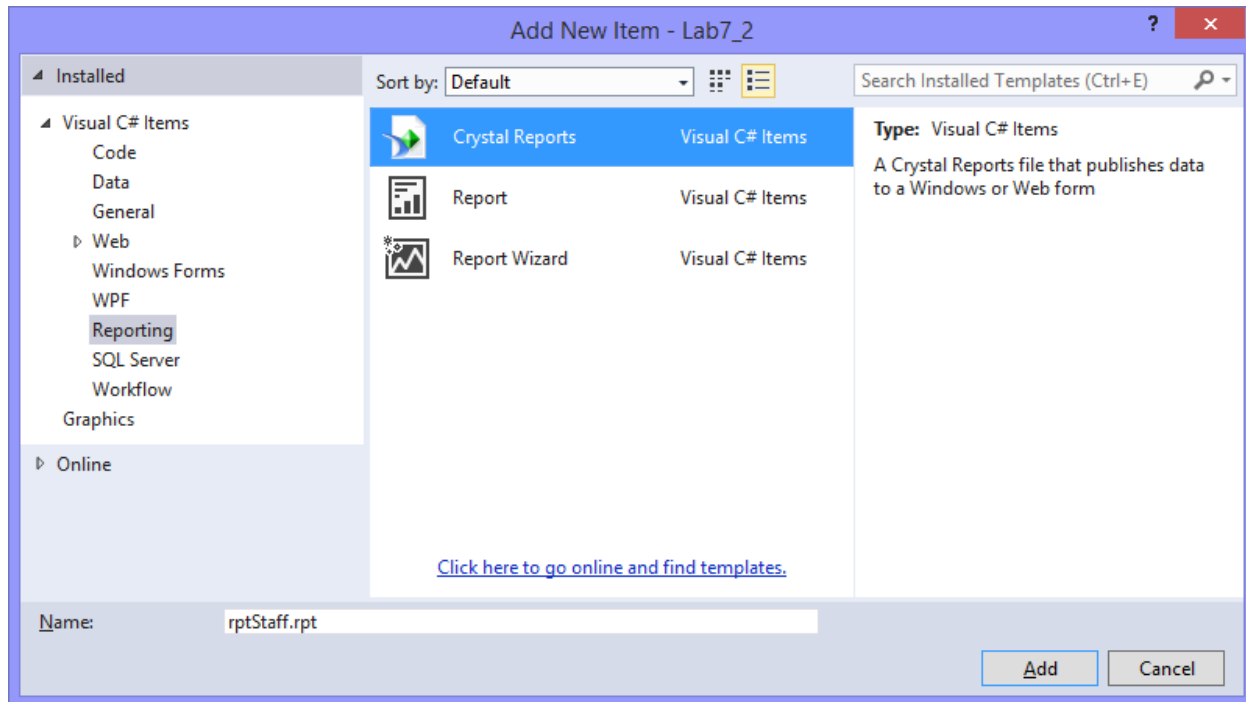 Add New Item - Lab7_2
?
×
Installed
Sort by: Default
Search Installed Templates (Ctrl+E)
Visual C# Items
Code
Data
General
Web
Windows Forms
WPF
Reporting
SQL Server
Workflow
Graphics
Online
Crystal Reports Visual C# Items
Report Visual C# Items
Report Wizard Visual C# Items
Click here to go online and find templates.
Type: Visual C# Items
A Crystal Reports file that publishes data
to a Windows or Web form
Name: rptStaff.rpt
Add Cancel